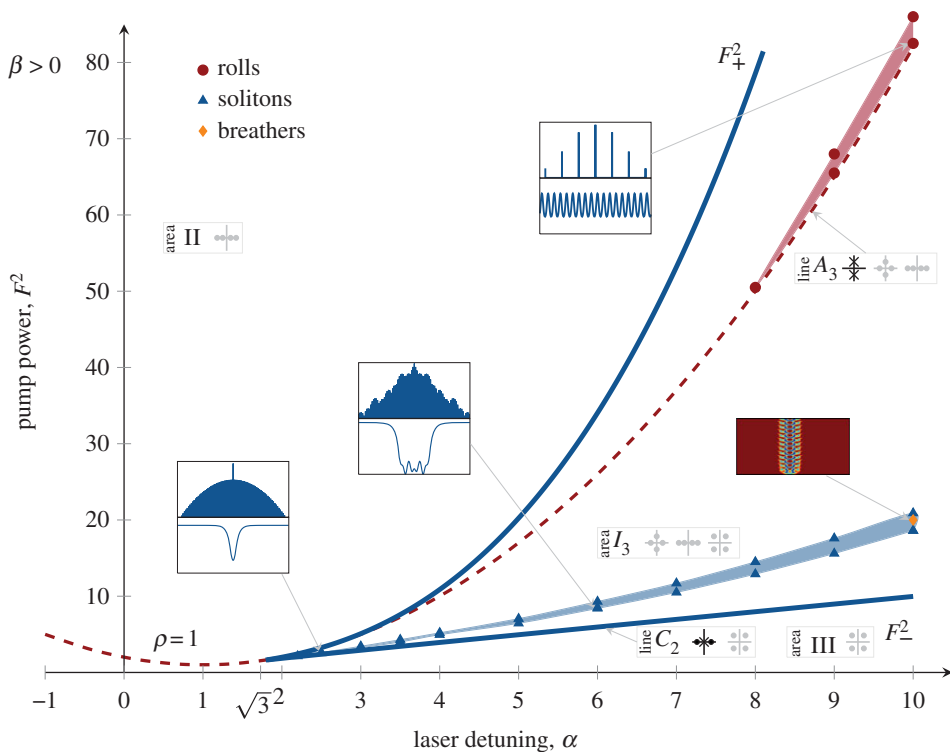 β > 0
rolls
solitons
breathers
F²₊
80
70
60
50
40
30
20
10
pump power, F²
area II
line A₃
area I₃
line C₂
area III
F²₋
ρ = 1
−1
0
1
√3
2
3
4
5
6
7
8
9
10
laser detuning, α